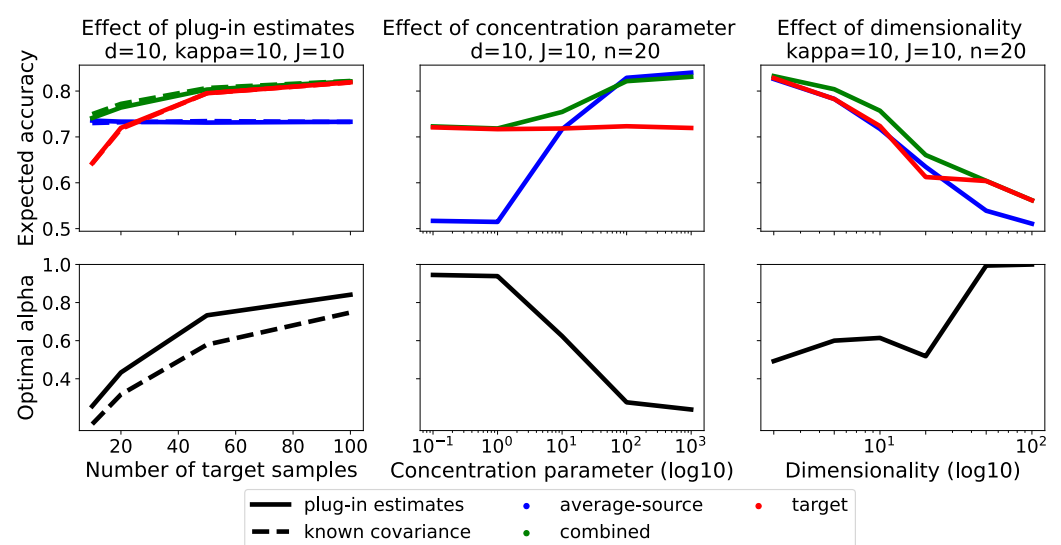 Effect of plug-in estimates
d=10, kappa=10, J=10
Effect of concentration parameter
d=10, J=10, n=20
Effect of dimensionality
kappa=10, J=10, n=20
Expected accuracy
0.8
0.7
0.6
0.5
Optimal alpha
1.0
0.8
0.6
0.4
20 40 60 80 100
Number of target samples
10⁻¹ 10⁰ 10¹ 10² 10³
Concentration parameter (log10)
10¹ 10²
Dimensionality (log10)
plug-in estimates
known covariance
average-source
combined
target